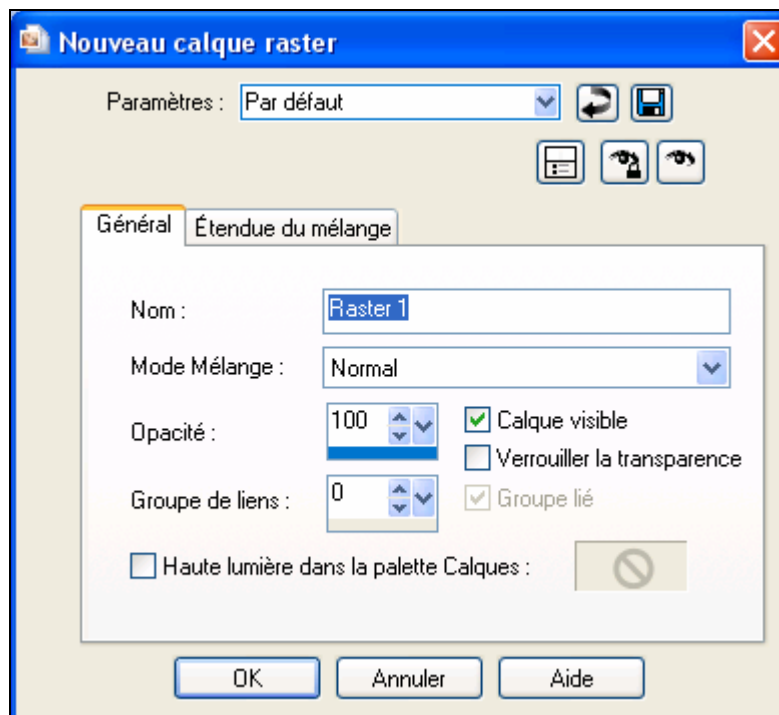 Nouveau calque raster
Paramètres : Par défaut
Général Étendue du mélange
Nom : Raster 1
Mode Mélange : Normal
Opacité : 100 Calque visible
Verrouiller la transparence
Groupe de liens : 0 Groupe lié
Haute lumière dans la palette Calques :
OK Annuler Aide